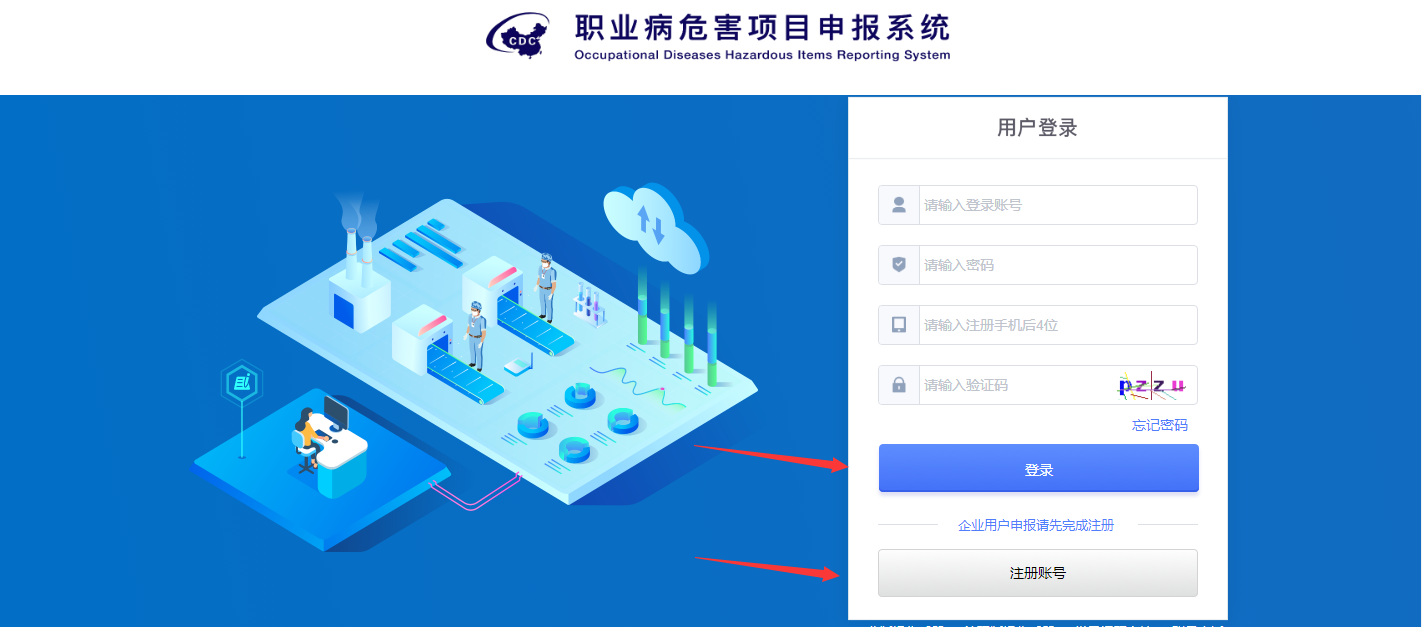 职业病危害项目申报系统
CDC
Occupational Diseases Hazardous Items Reporting System
用户登录
请输入登录账号
请输入密码
请输入注册手机后4位
请输入验证码
pzzu
忘记密码
登录
企业用户申报请先完成注册
注册账号